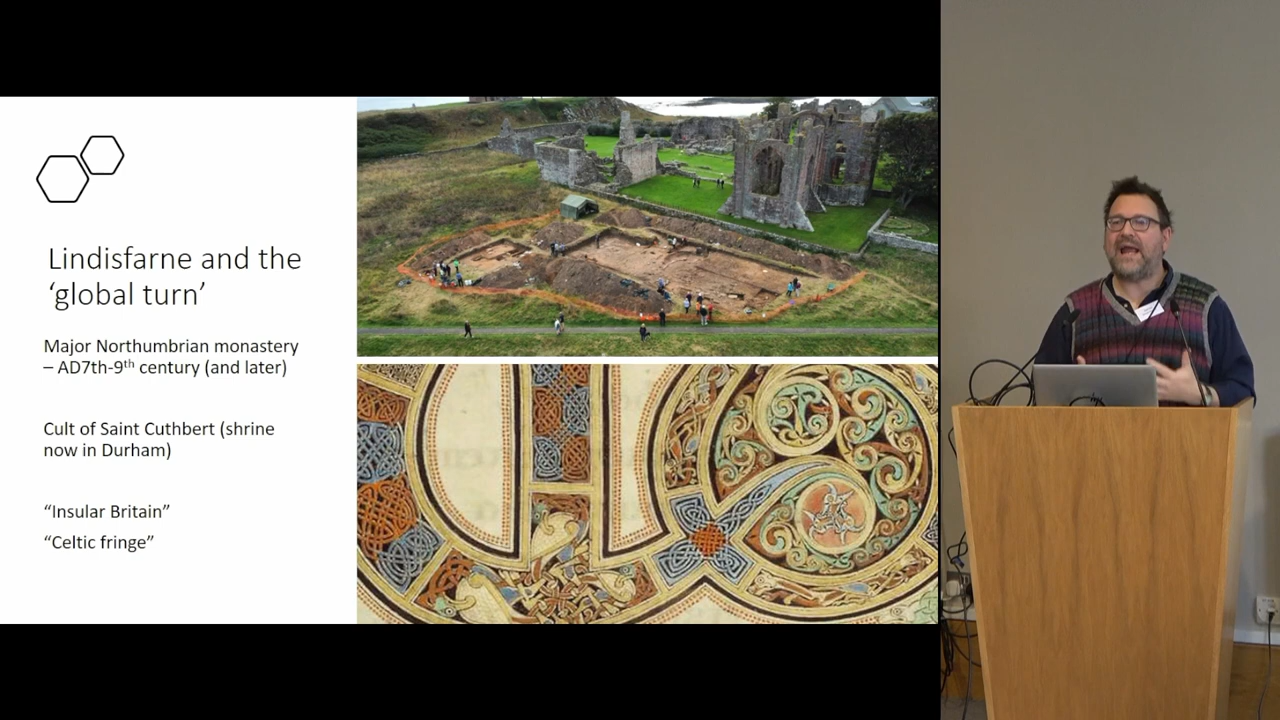 Lindisfarne and the
‘global turn’
Major Northumbrian monastery
– AD7th-9th century (and later)
Cult of Saint Cuthbert (shrine
now in Durham)
“Insular Britain”
“Celtic fringe”